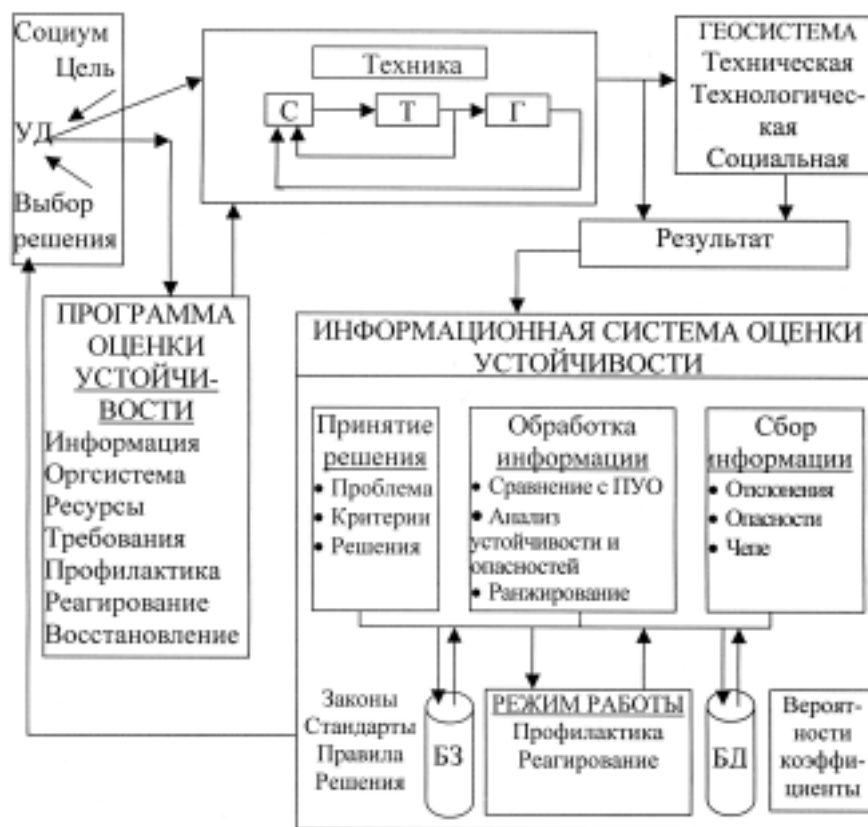 Социум
Цель
УД
Выбор
решения
Техника
С
Т
Г
ГЕОСИСТЕМА
Техническая
Технологичес-
кая
Социальная
Результат
ПРОГРАММА
ОЦЕНКИ
УСТОЙЧИ-
ВОСТИ
Информация
Оргсистема
Ресурсы
Требования
Профилактика
Реагирование
Восстановление
ИНФОРМАЦИОННАЯ СИСТЕМА ОЦЕНКИ
УСТОЙЧИВОСТИ
Принятие
решения
• Проблема
• Критерии
• Решения
Обработка
информации
• Сравнение с ПУО
• Анализ
устойчивости и
опасностей
• Ранжирование
Сбор
информации
• Отклонения
• Опасности
• Чепе
Законы
Стандарты
Правила
Решения
БЗ
РЕЖИМ РАБОТЫ
Профилактика
Реагирование
БД
Вероят-
ности
коэффи-
циенты